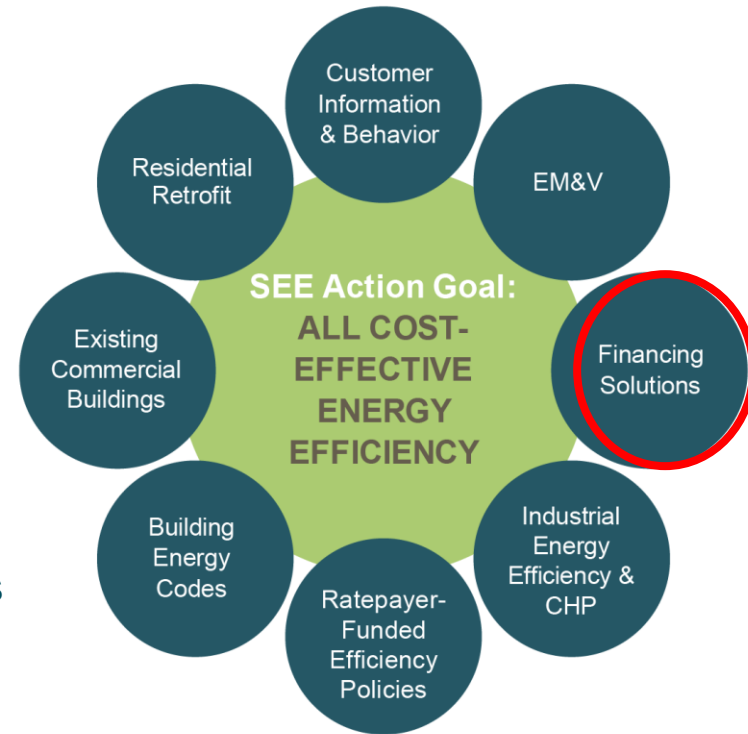 Customer
Information
& Behavior
EM&V
Financing
Solutions
Industrial
Energy
Efficiency &
CHP
Ratepayer-
Funded
Efficiency
Policies
Building
Energy
Codes
Existing
Commercial
Buildings
Residential
Retrofit
SEE Action Goal:
ALL COST-
EFFECTIVE
ENERGY
EFFICIENCY
s